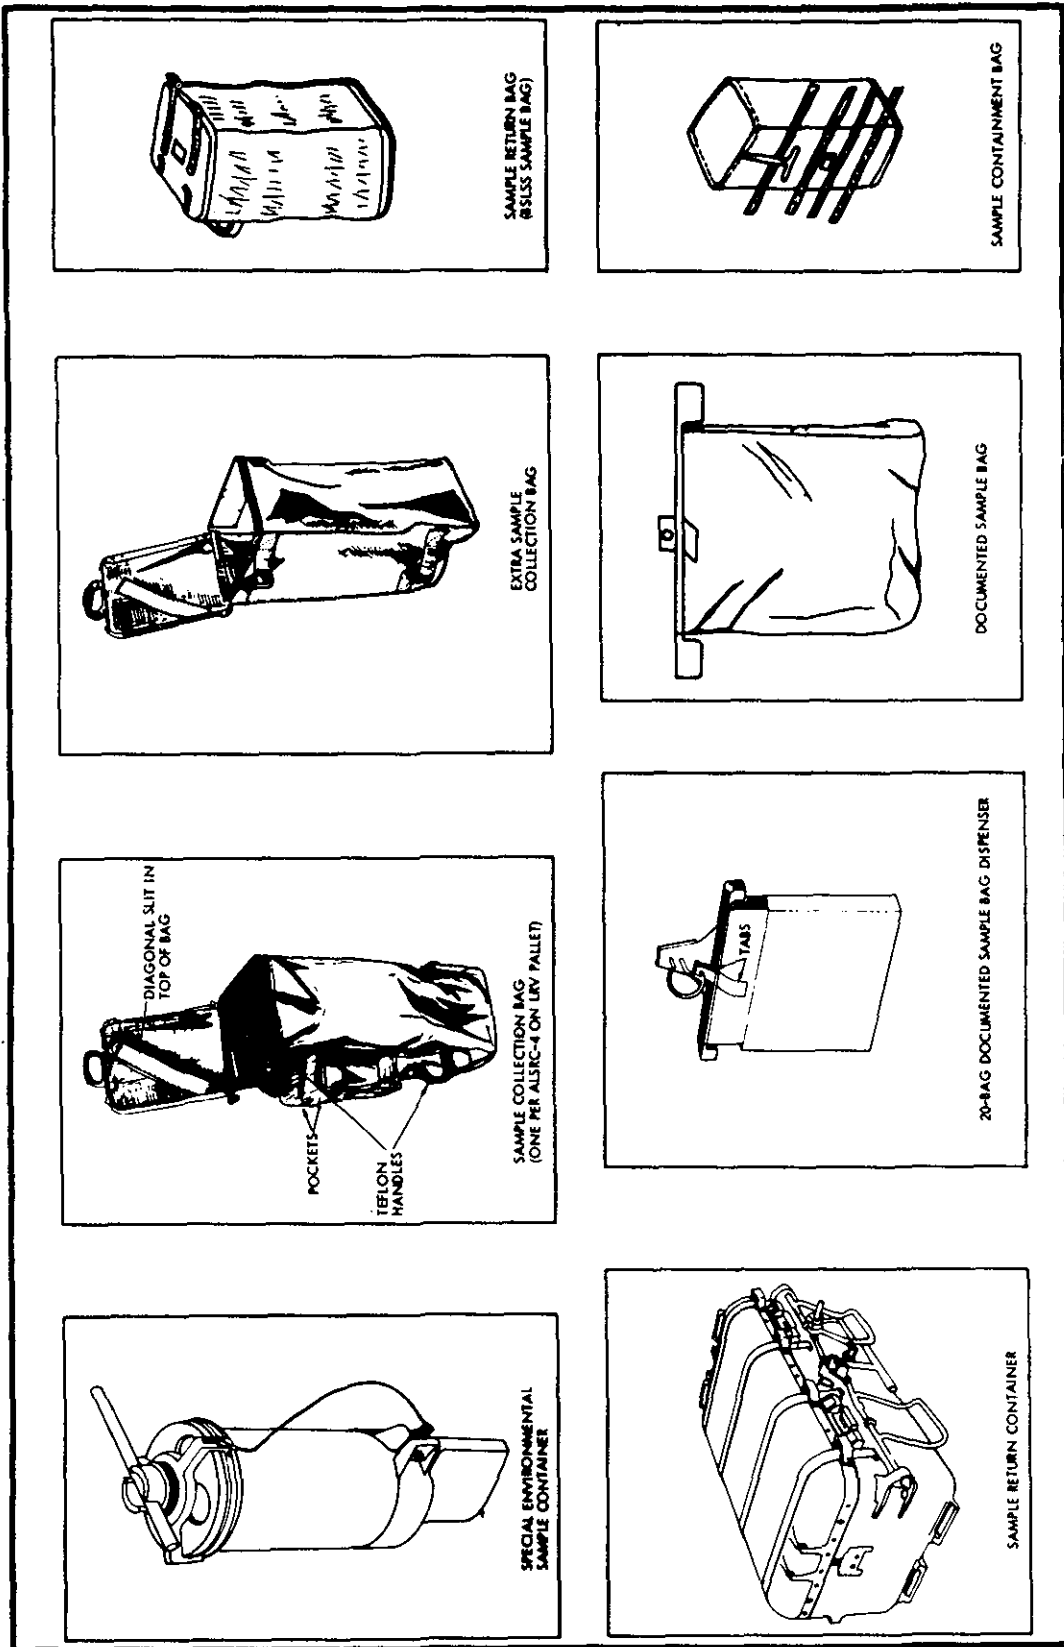 SPECIAL ENVIRONMENTAL
SAMPLE CONTAINER
DIAGONAL SLIT IN
TOP OF BAG
POCKETS
TEFLON
HANDLES
SAMPLE COLLECTION BAG
(ONE PER ALSRC-4 ON LRV PALLET)
EXTRA SAMPLE
COLLECTION BAG
SAMPLE RETURN BAG
(BSLSS SAMPLE BAG)
SAMPLE RETURN CONTAINER
TABS
20-BAG DOCUMENTED SAMPLE BAG DISPENSER
DOCUMENTED SAMPLE BAG
SAMPLE CONTAINMENT BAG